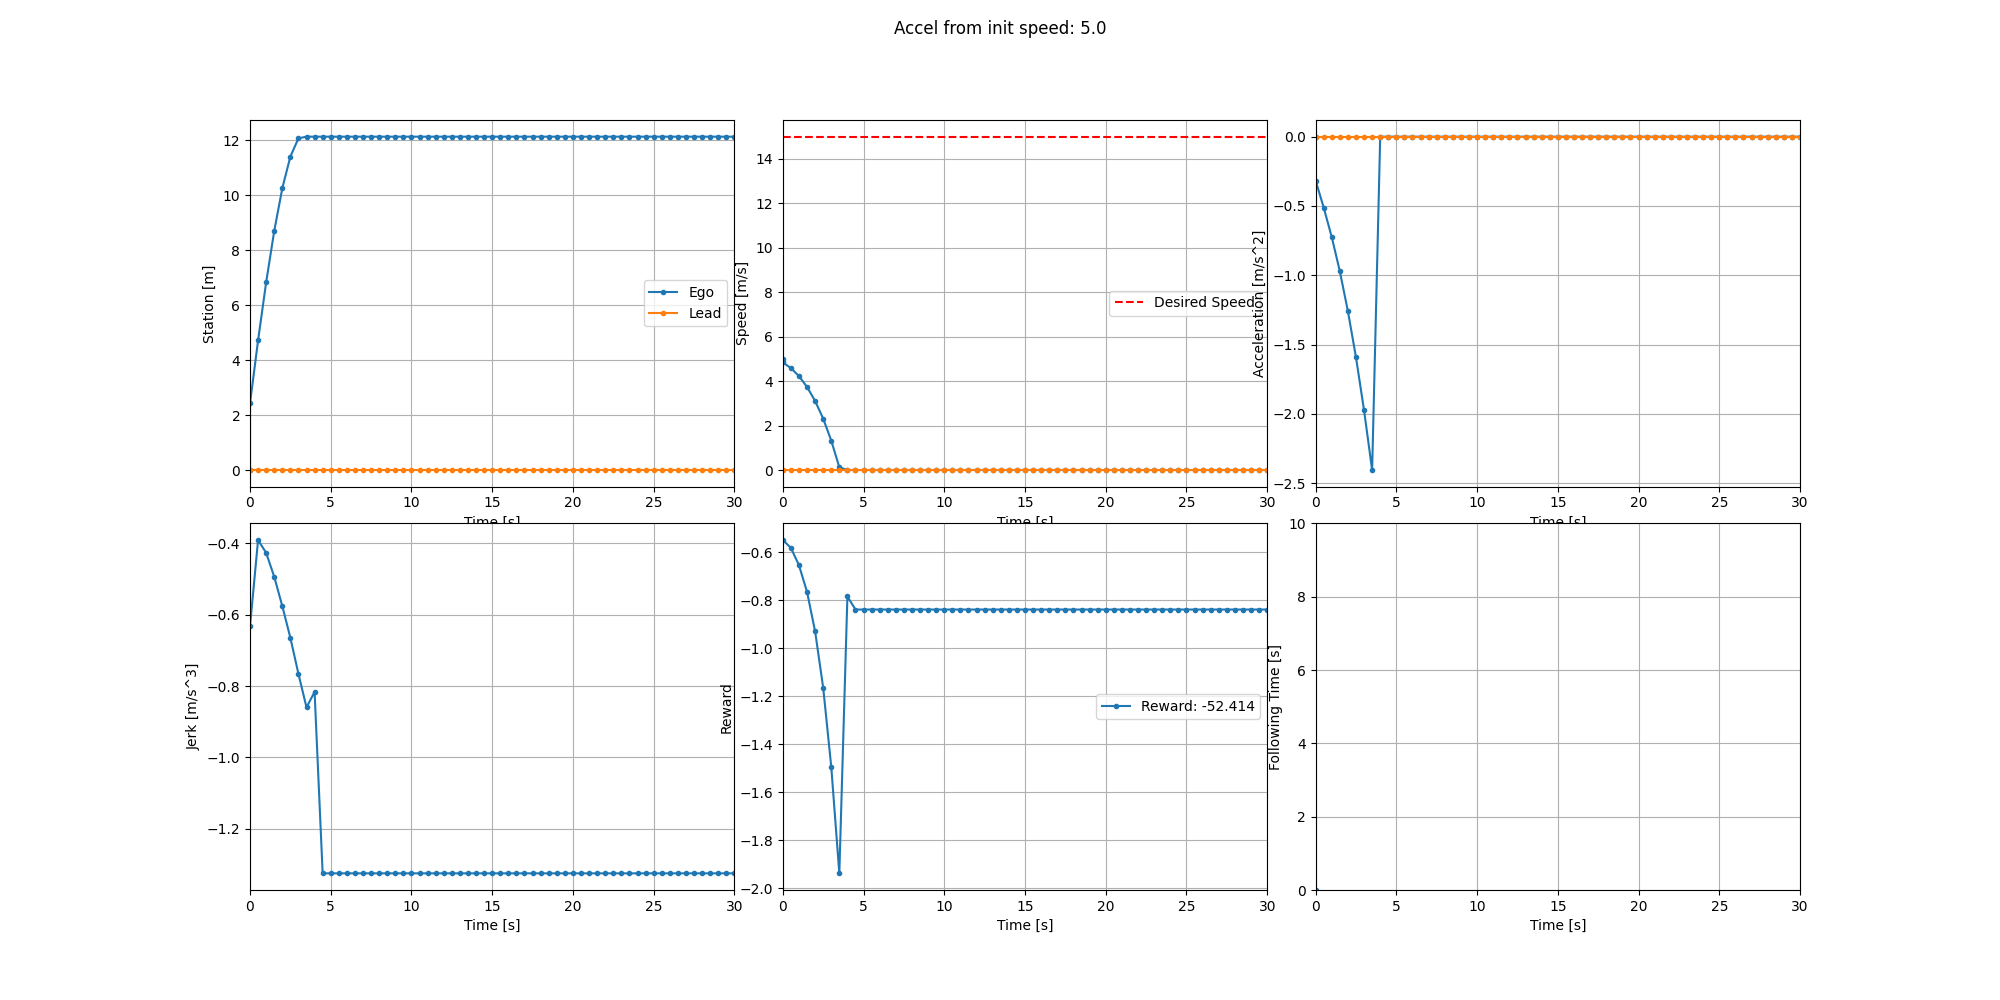 Accel from init speed: 5.0
Station [m]
12
10
8
6
4
2
0
Ego
Lead
0 5 10 15 20 25 30
Time [s]
Speed [m/s]
14
12
10
8
6
4
2
0
Desired Speed
0 5 10 15 20 25 30
Time [s]
Acceleration [m/s^2]
0.0
−0.5
−1.0
−1.5
−2.0
−2.5
0 5 10 15 20 25 30
Time [s]
Jerk [m/s^3]
−0.4
−0.6
−0.8
−1.0
−1.2
0 5 10 15 20 25 30
Time [s]
Reward
−0.6
−0.8
−1.0
−1.2
−1.4
−1.6
−1.8
−2.0
Reward: -52.414
0 5 10 15 20 25 30
Time [s]
Following Time [s]
10
8
6
4
2
0
0 5 10 15 20 25 30
Time [s]